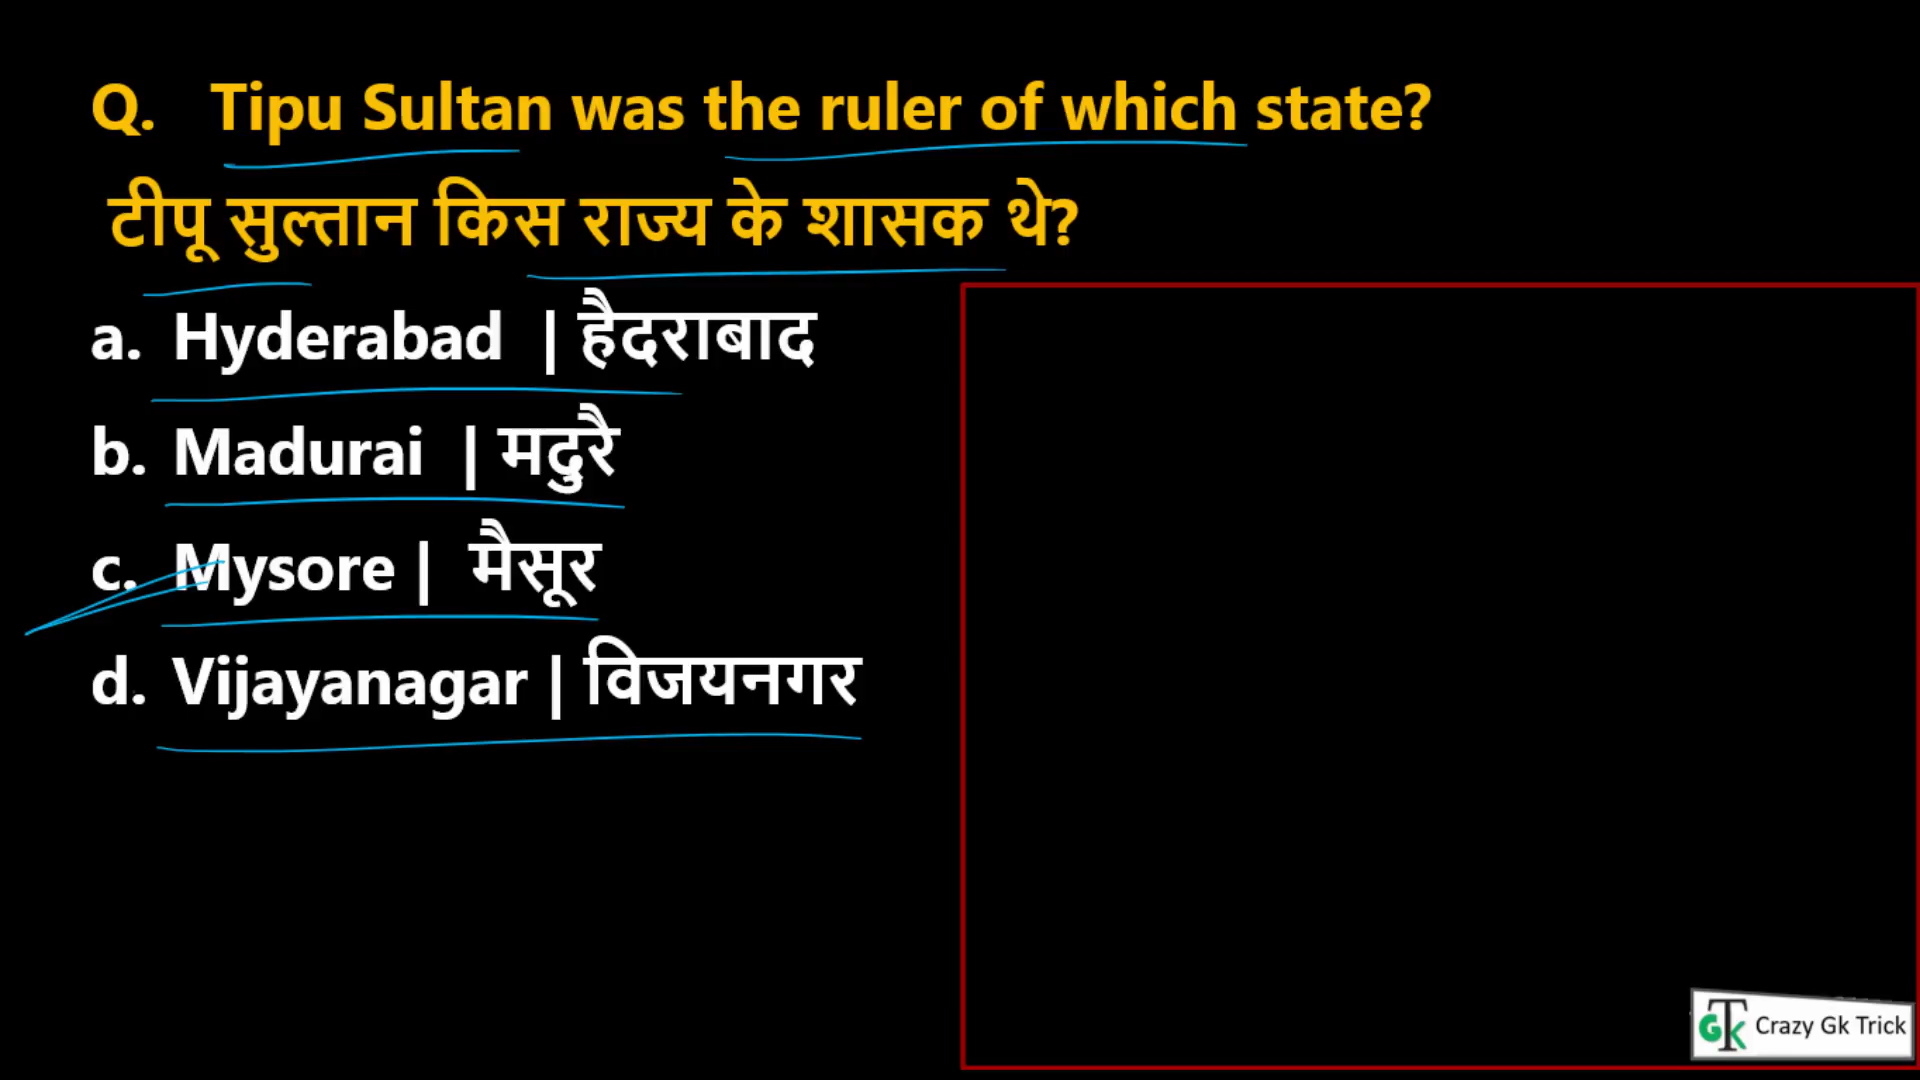 Q. Tipu Sultan was the ruler of which state?
टीपू सुल्तान किस राज्य के शासक थे?
a. Hyderabad | हैदराबाद
b. Madurai | मदुरै
c. Mysore | मैसूर
d. Vijayanagar | विजयनगर
GTK Crazy Gk Trick